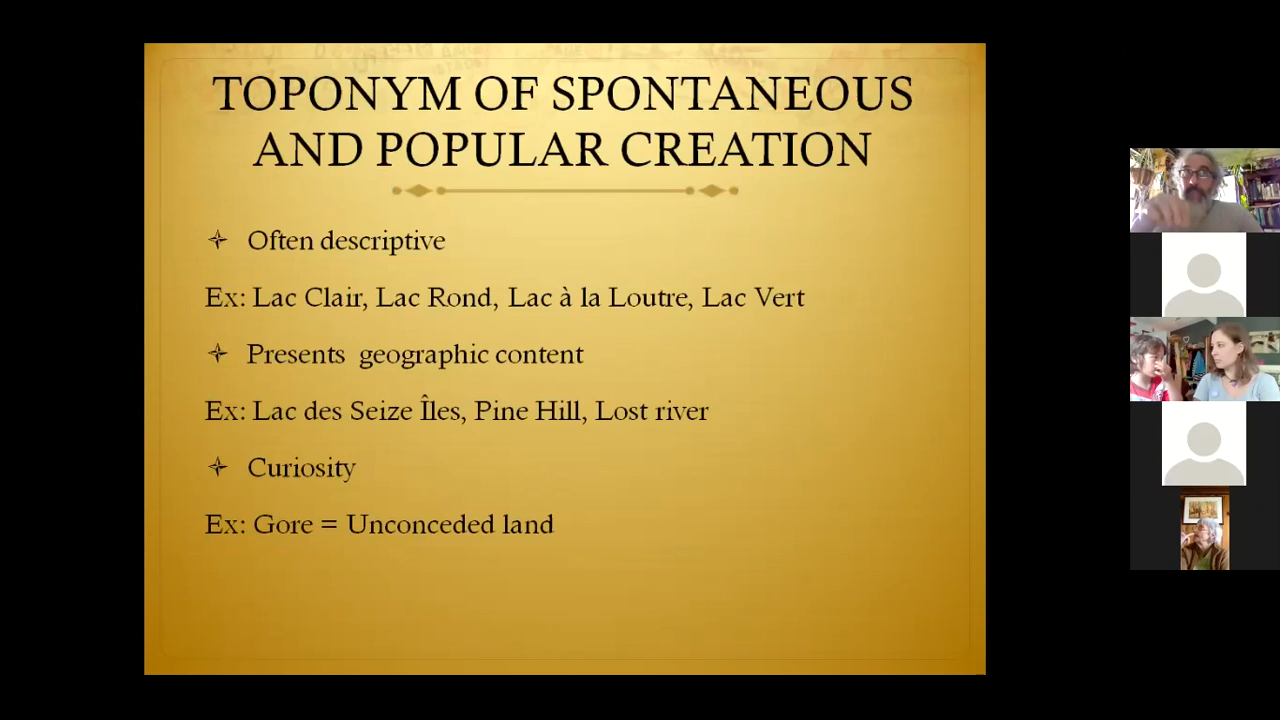 TOPONYM OF SPONTANEOUS
AND POPULAR CREATION
Often descriptive
Ex: Lac Clair, Lac Rond, Lac à la Loutre, Lac Vert
Presents geographic content
Ex: Lac des Seize Îles, Pine Hill, Lost river
Curiosity
Ex: Gore = Unconceded land